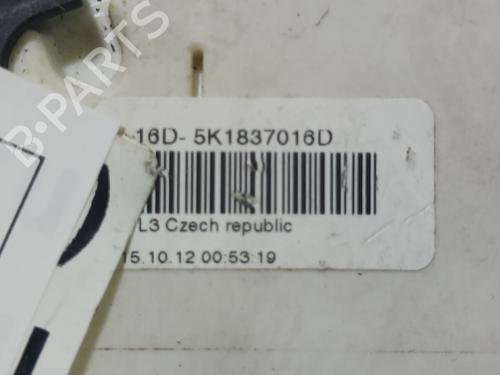 16D- 5K1837016D
L3 Czech republic
15.10.12 00:53:19
B-PARTS